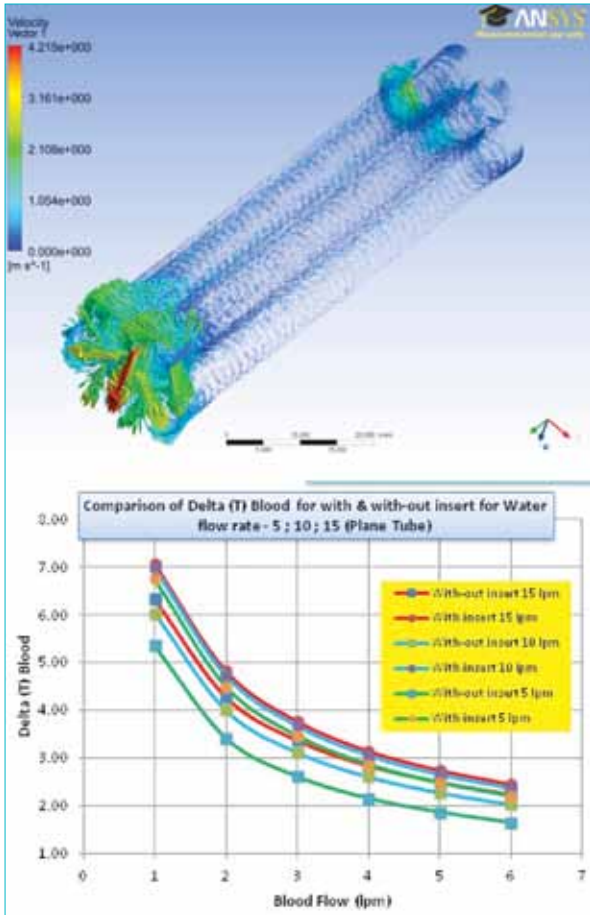 Velocity
Vector 1
ANSYS
4.215e+000
3.161e+000
2.108e+000
1.054e+000
0.000e+000
[m s^-1]
Comparison of Delta (T) Blood for with & with-out insert for Water
flow rate - 5 ; 10 ; 15 (Plane Tube)
8.00
7.00
6.00
5.00
4.00
3.00
2.00
1.00
Delta (T) Blood
With-out insert 15 lpm
With insert 15 lpm
With-out insert 10 lpm
With insert 10 lpm
With-out insert 5 lpm
With insert 5 lpm
0 1 2 3 4 5 6 7
Blood Flow (lpm)